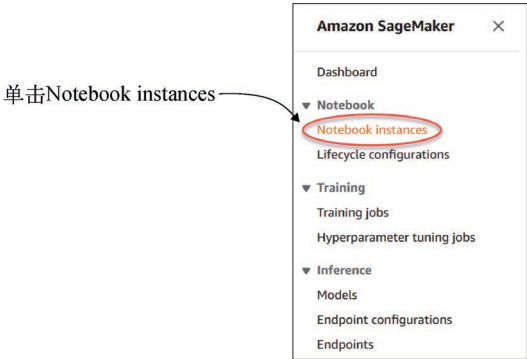 Amazon SageMaker ×
Dashboard
单击Notebook instances
▼ Notebook
Notebook instances
Lifecycle configurations
▼ Training
Training jobs
Hyperparameter tuning jobs
▼ Inference
Models
Endpoint configurations
Endpoints